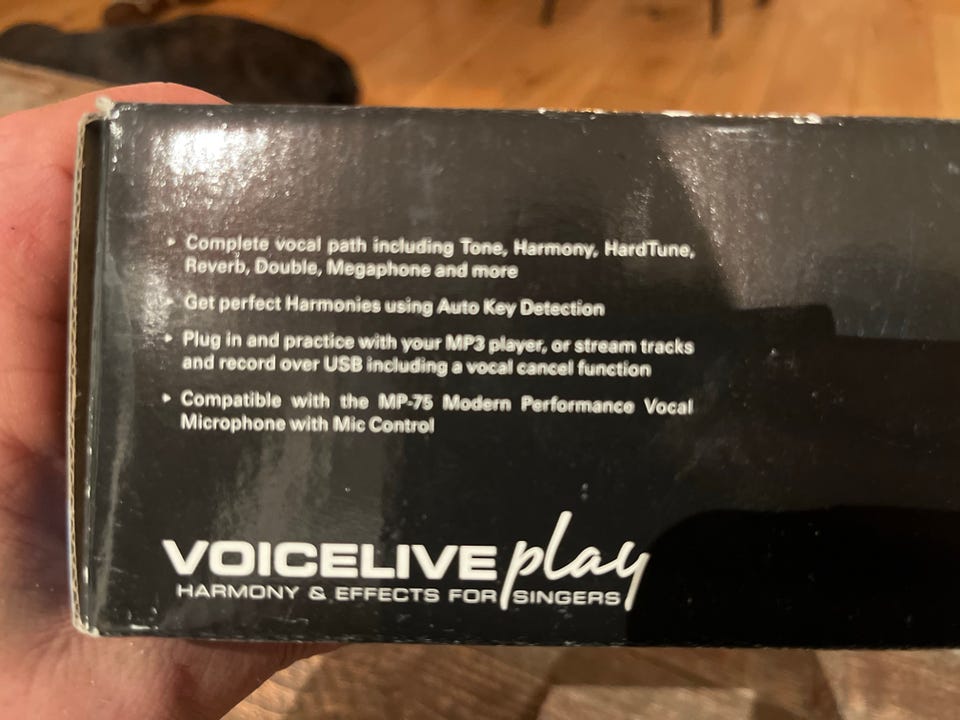 ▸ Complete vocal path including Tone, Harmony, HardTune,
Reverb, Double, Megaphone and more
▸ Get perfect Harmonies using Auto Key Detection
▸ Plug in and practice with your MP3 player, or stream tracks
and record over USB including a vocal cancel function
▸ Compatible with the MP-75 Modern Performance Vocal
Microphone with Mic Control
VOICELIVE play
HARMONY & EFFECTS FOR SINGERS